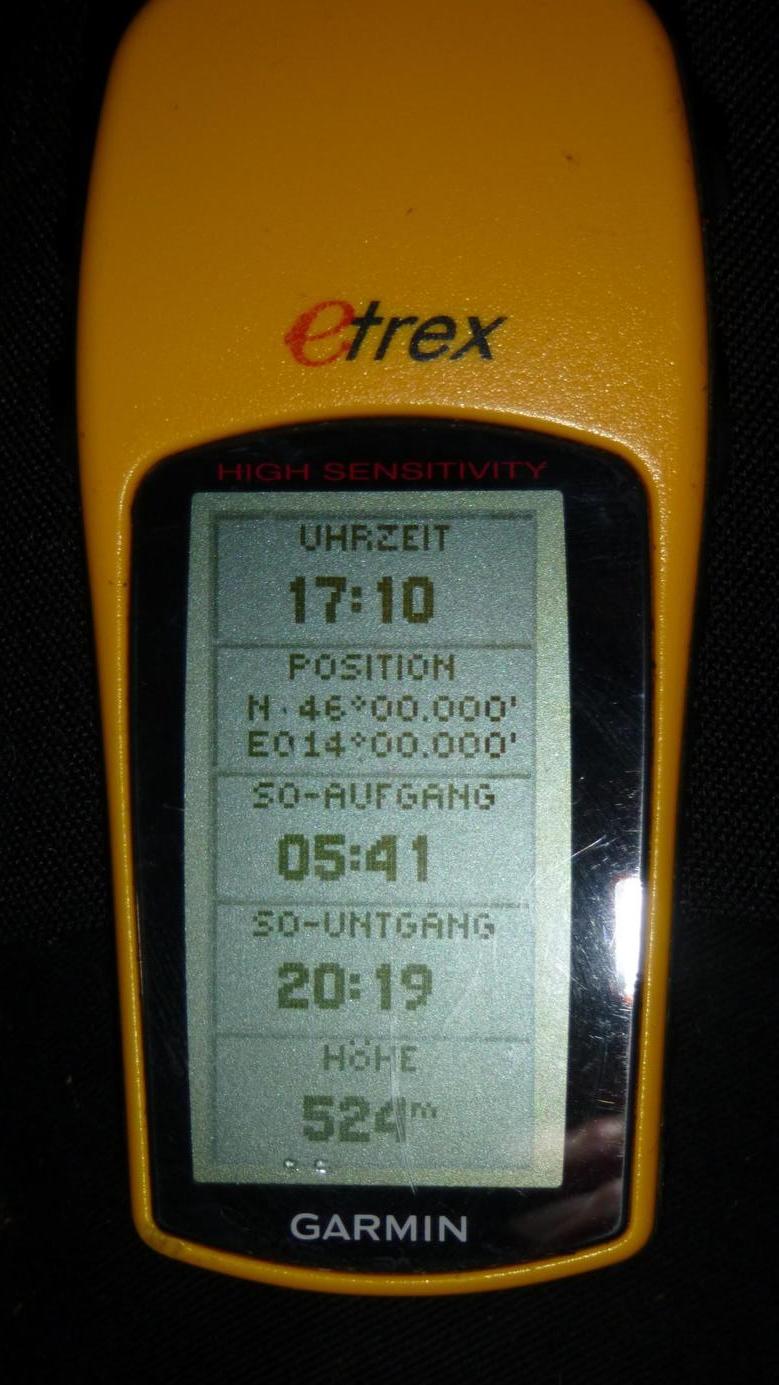 etrex
HIGH SENSITIVITY
UHRZEIT
17:10
POSITION
N 46°00.000'
E014°00.000'
SO-AUFGANG
05:41
SO-UNTGANG
20:19
HÖHE
524m
GARMIN